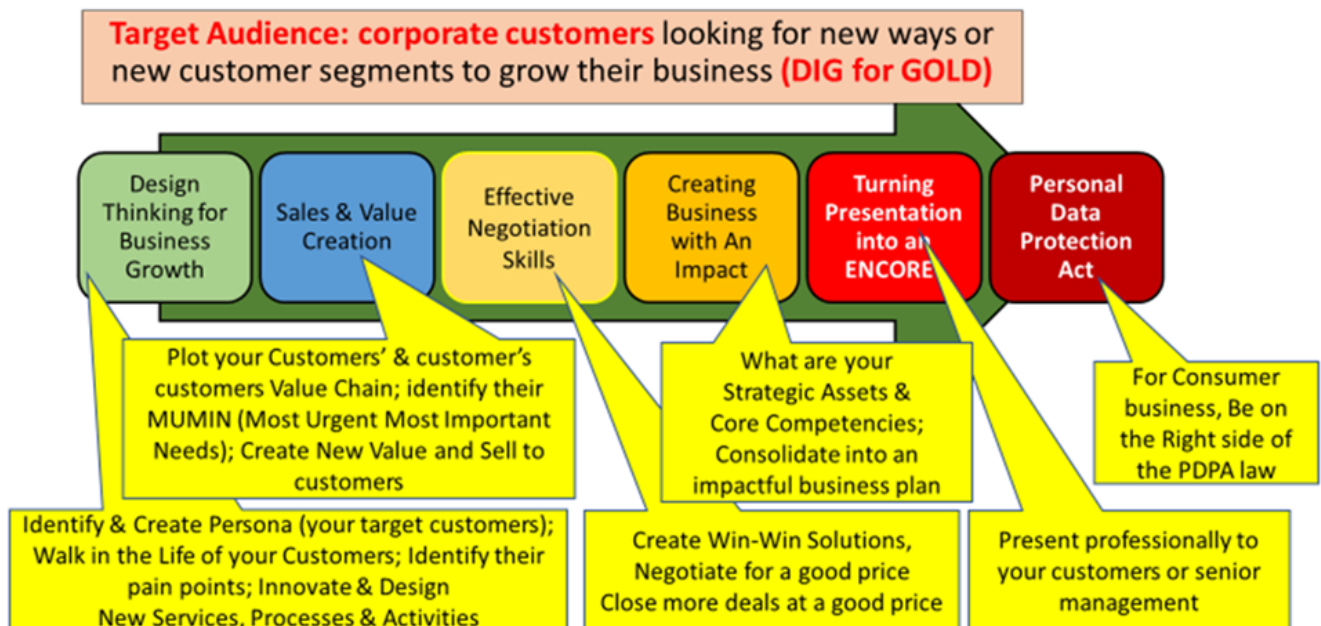 Target Audience: corporate customers looking for new ways or
new customer segments to grow their business (DIG for GOLD)
Design
Thinking for
Business
Growth
Sales & Value
Creation
Effective
Negotiation
Skills
Creating
Business
with An
Impact
Turning
Presentation
into an
ENCORE
Personal
Data
Protection
Act
Plot your Customers' & customer's
customers Value Chain; identify their
MUMIN (Most Urgent Most Important
Needs); Create New Value and Sell to
customers
What are your
Strategic Assets &
Core Competencies;
Consolidate into an
impactful business plan
For Consumer
business, Be on
the Right side of
the PDPA law
Identify & Create Persona (your target customers);
Walk in the Life of your Customers; Identify their
pain points; Innovate & Design
New Services, Processes & Activities
Create Win-Win Solutions,
Negotiate for a good price
Close more deals at a good price
Present professionally to
your customers or senior
management